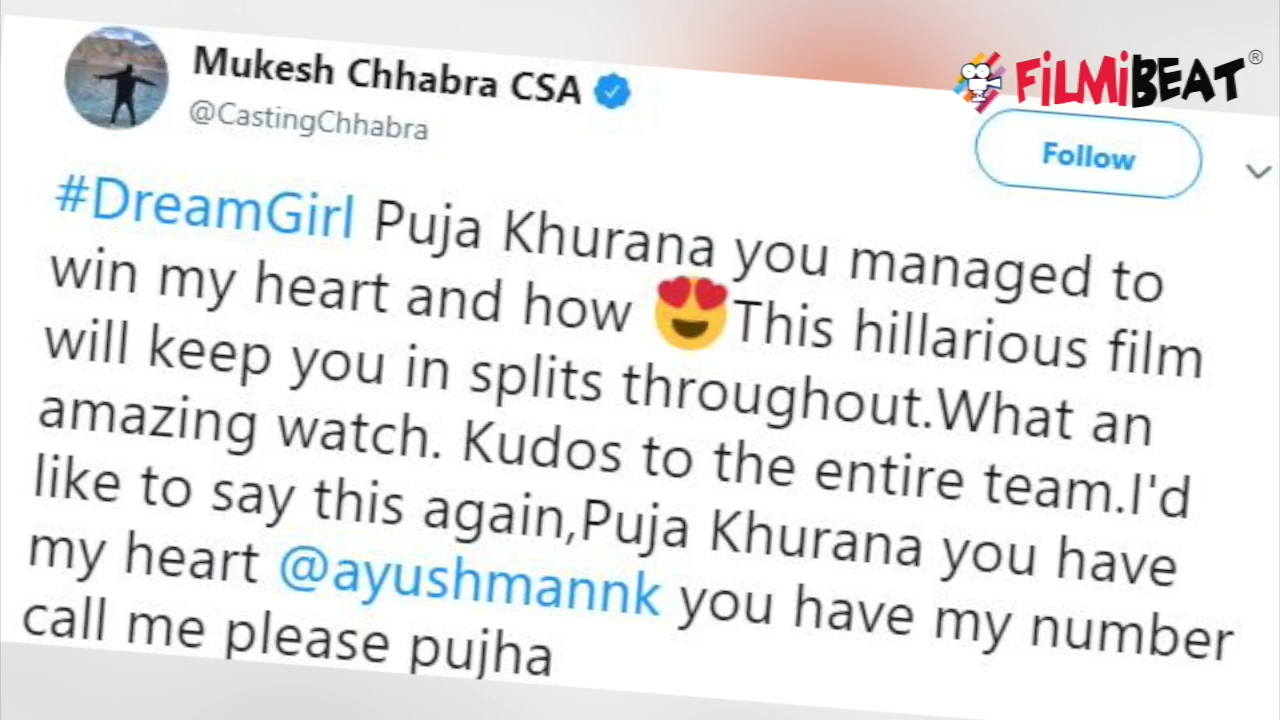 Mukesh Chhabra CSA
@CastingChhabra
FiLMiBEAT®
Follow
#DreamGirl Puja Khurana you managed to
win my heart and how 😍This hillarious film
will keep you in splits throughout.What an
amazing watch. Kudos to the entire team.I'd
like to say this again,Puja Khurana you have
my heart @ayushmannk you have my number
call me please pujha